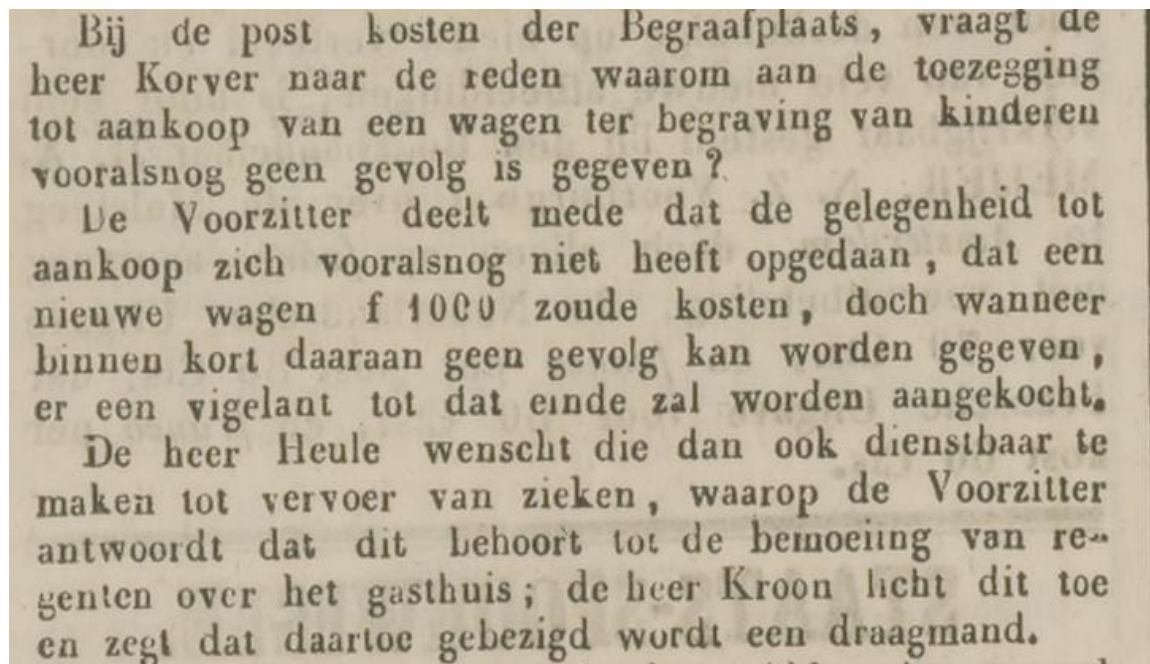 Bij de post kosten der Begraafplaats, vraagt de
heer Korver naar de reden waarom aan de toezegging
tot aankoop van een wagen ter begraving van kinderen
vooralsnog geen gevolg is gegeven?
De Voorzitter deelt mede dat de gelegenheid tot
aankoop zich vooralsnog niet heeft opgedaan, dat een
nieuwe wagen f 1000 zoude kosten, doch wanneer
binnen kort daaraan geen gevolg kan worden gegeven,
er een vigelant tot dat einde zal worden aangekocht.
De heer Heule wenscht die dan ook dienstbaar te
maken tot vervoer van zieken, waarop de Voorzitter
antwoordt dat dit behoort tot de bemoeiing van re-
genten over het gasthuis; de heer Kroon licht dit toe
en zegt dat daartoe gebezigd wordt een draagmand.